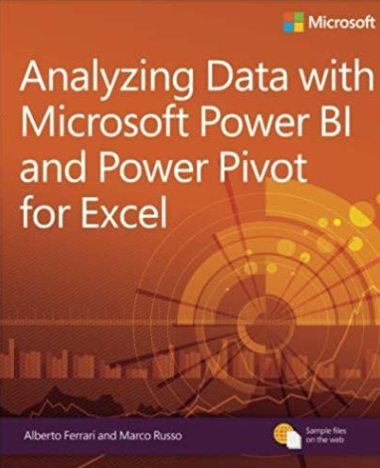 Microsoft
Analyzing Data with
Microsoft Power BI
and Power Pivot
for Excel
Alberto Ferrari and Marco Russo
Sample files
on the web